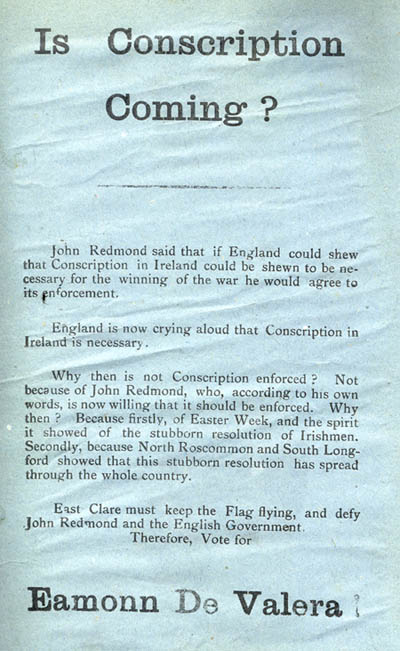 Is Conscription
Coming ?
John Redmond said that if England could shew
that Conscription in Ireland could be shewn to be ne-
cessary for the winning of the war he would agree to
its enforcement.
England is now crying aloud that Conscription in
Ireland is necessary.
Why then is not Conscription enforced ? Not
because of John Redmond, who, according to his own
words, is now willing that it should be enforced. Why
then ? Because firstly, of Easter Week, and the spirit
it showed of the stubborn resolution of Irishmen.
Secondly, because North Roscommon and South Long-
ford showed that this stubborn resolution has spread
through the whole country.
East Clare must keep the Flag flying, and defy
John Redmond and the English Government.
Therefore, Vote for
Eamonn De Valera !